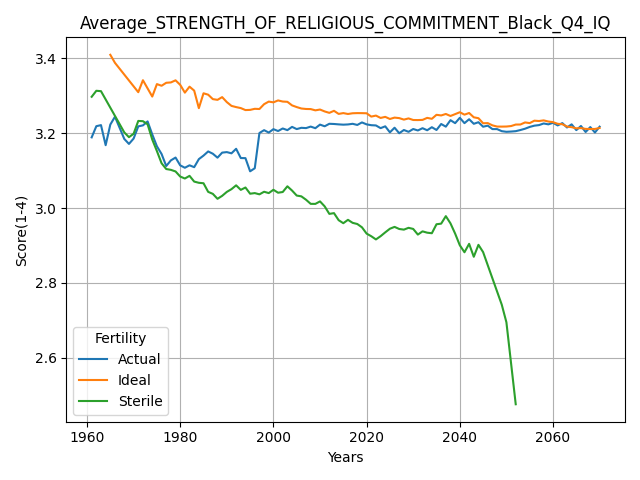 Average_STRENGTH_OF_RELIGIOUS_COMMITMENT_Black_Q4_IQ
3.4
3.2
3.0
2.8
2.6
Score(1-4)
Fertility
Actual
Ideal
Sterile
1960 1980 2000 2020 2040 2060
Years